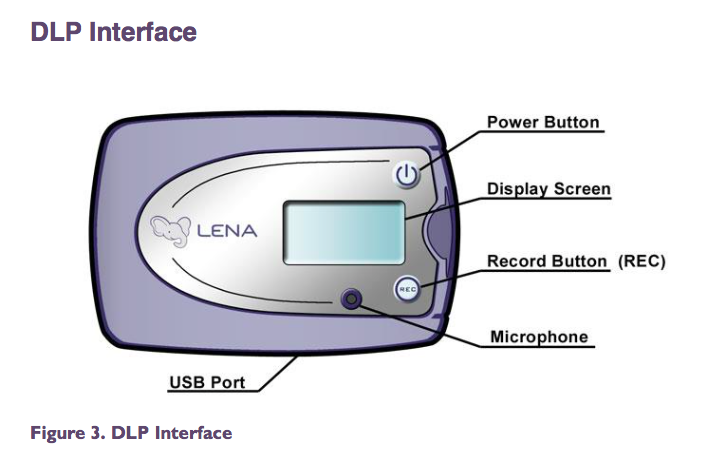 DLP Interface
Power Button
Display Screen
LENA
Record Button (REC)
REC
Microphone
USB Port
Figure 3. DLP Interface